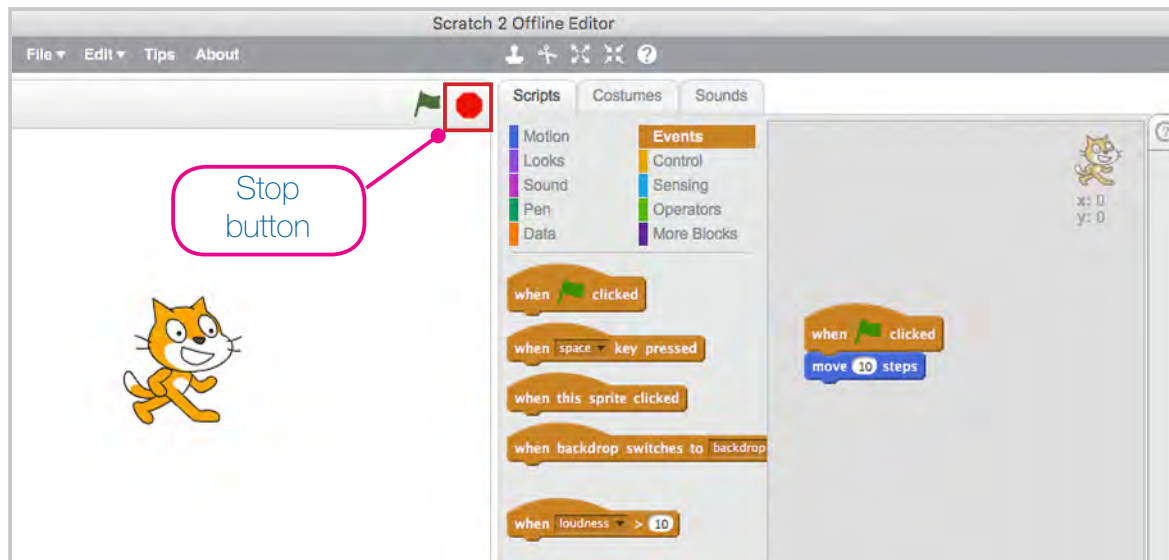 Scratch 2 Offline Editor
File Edit Tips About
Scripts Costumes Sounds
Stop
button
Motion Events
Looks Control
Sound Sensing
Pen Operators
Data More Blocks
x: 0
y: 0
when clicked
when space key pressed
when this sprite clicked
when backdrop switches to backdrop
when loudness > 10
when clicked
move 10 steps